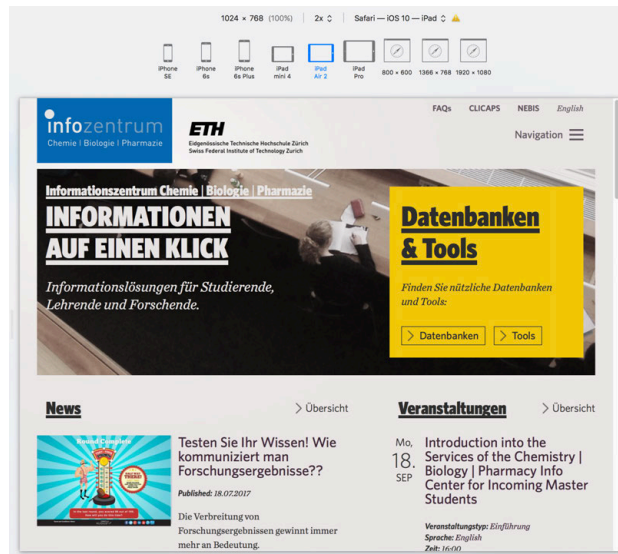 1024 × 768 (100%)
2x
Safari — iOS 10 — iPad
iPhone SE
iPhone 6s
iPhone 6s Plus
iPad mini 4
iPad Air 2
iPad Pro
800 × 600
1366 × 768
1920 × 1080
infozentrum
Chemie | Biologie | Pharmazie
ETH
Eidgenössische Technische Hochschule Zürich
Swiss Federal Institute of Technology Zurich
FAQs
CLICAPS
NEBIS
English
Navigation
Informationszentrum Chemie | Biologie | Pharmazie
INFORMATIONEN
AUF EINEN KLICK
Informationslösungen für Studierende,
Lehrende und Forschende.
Datenbanken
& Tools
Finden Sie nützliche Datenbanken
und Tools:
Datenbanken
Tools
News
Übersicht
Round Complete
Testen Sie Ihr Wissen! Wie
kommuniziert man
Forschungsergebnisse??
Published: 18.07.2017
Die Verbreitung von
Forschungsergebnissen gewinnt immer
mehr an Bedeutung.
Veranstaltungen
Übersicht
Mo,
18.
SEP
Introduction into the
Services of the Chemistry |
Biology | Pharmacy Info
Center for Incoming Master
Students
Veranstaltungstyp: Einführung
Sprache: English
Zeit: 16:00